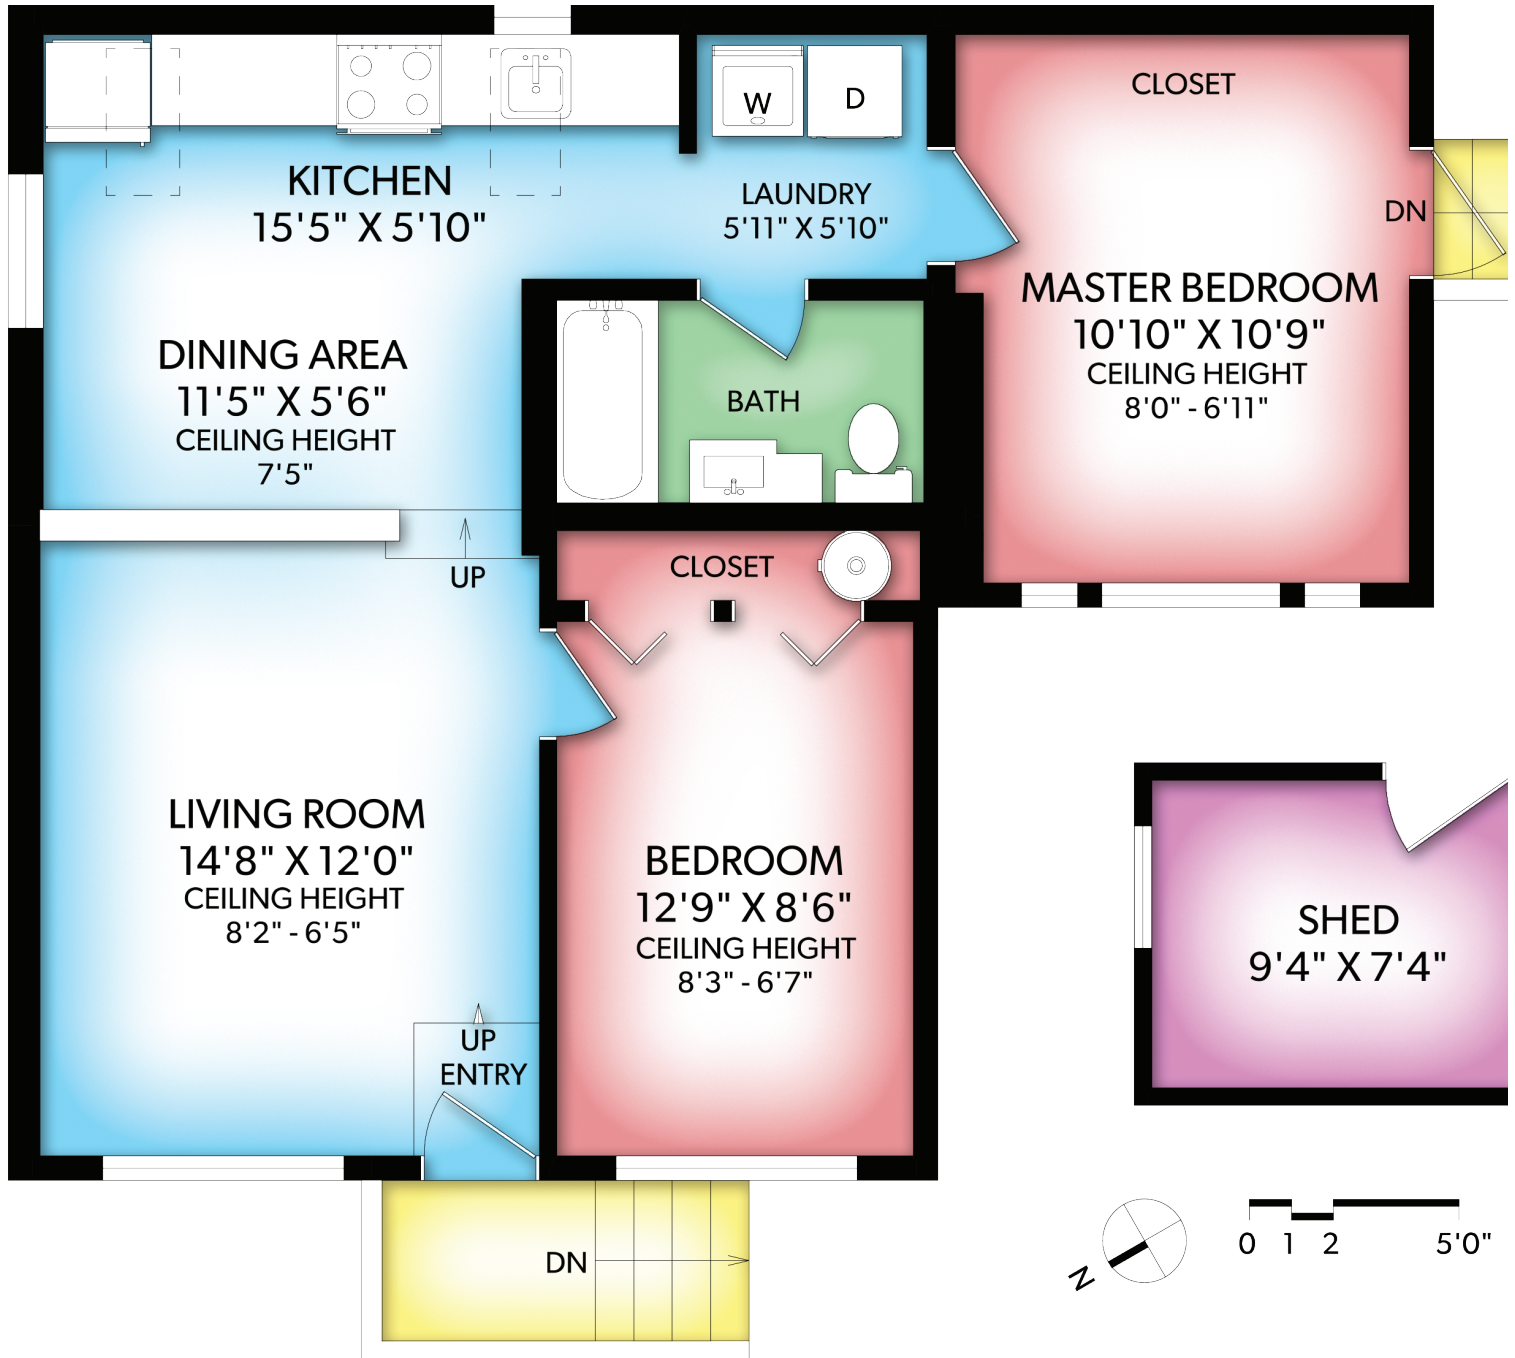 CLOSET
W
D
KITCHEN
15'5" X 5'10"
LAUNDRY
5'11" X 5'10"
DN
MASTER BEDROOM
10'10" X 10'9"
CEILING HEIGHT
8'0" - 6'11"
DINING AREA
11'5" X 5'6"
CEILING HEIGHT
7'5"
BATH
UP
CLOSET
LIVING ROOM
14'8" X 12'0"
CEILING HEIGHT
8'2" - 6'5"
BEDROOM
12'9" X 8'6"
CEILING HEIGHT
8'3" - 6'7"
SHED
9'4" X 7'4"
UP
ENTRY
DN
N
0 1 2 5'0"